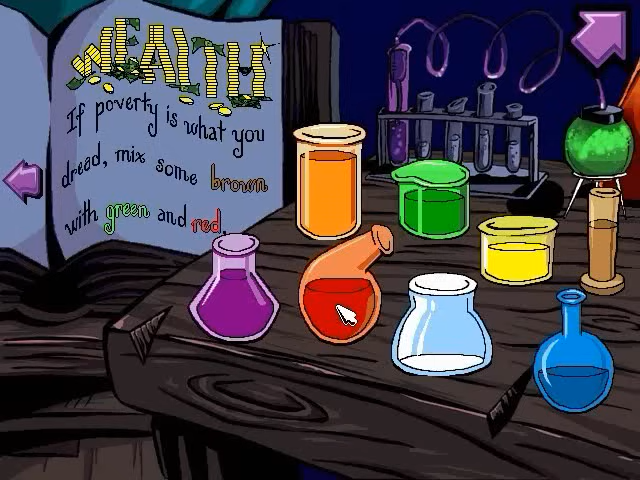 WEALTH
If poverty is what you
dread, mix some brown
with green and red.